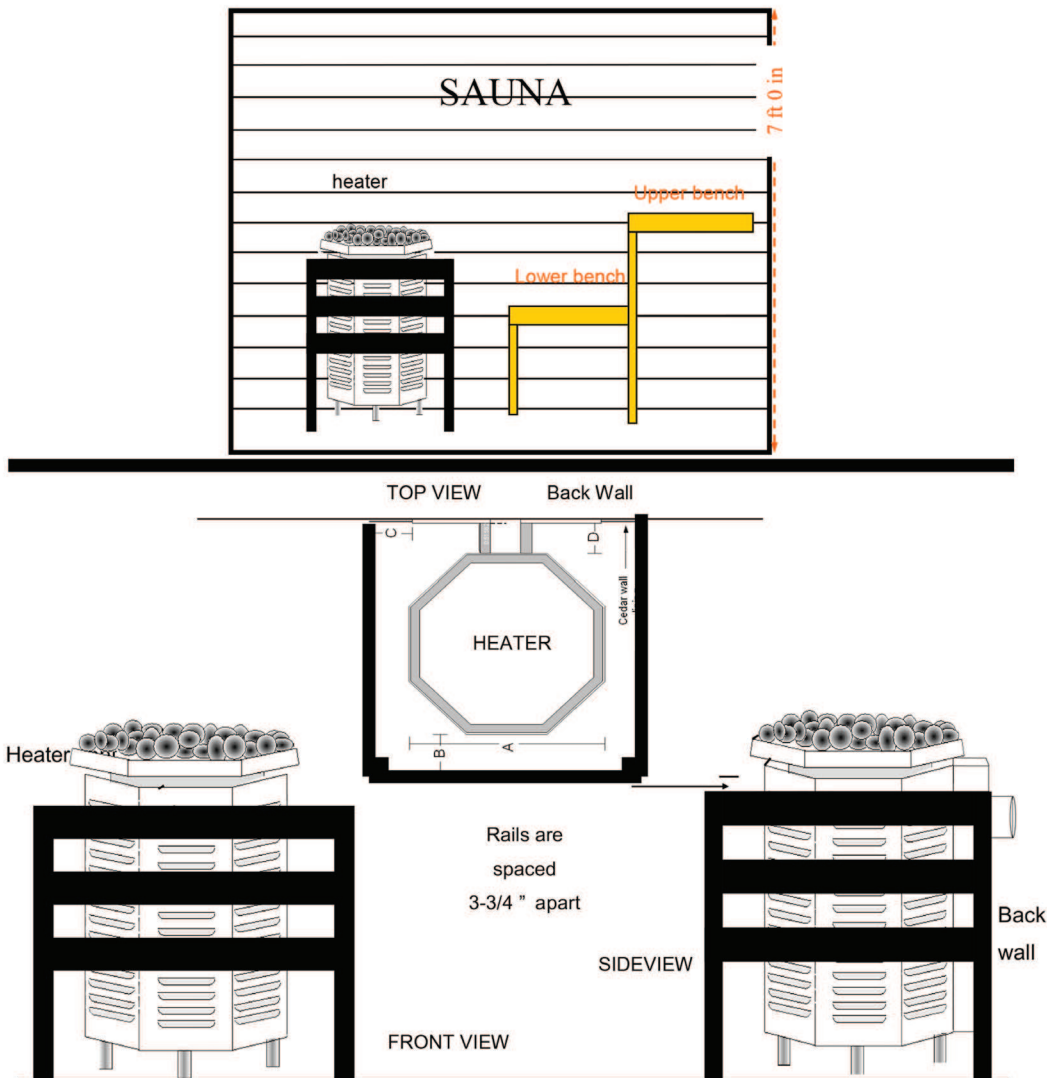 SAUNA
7 ft 0 in
heater
Upper bench
Lower bench
TOP VIEW
Back Wall
C
D
Cedar wall
HEATER
B
A
Heater
Rails are
spaced
3-3/4 ” apart
SIDEVIEW
Back
wall
FRONT VIEW